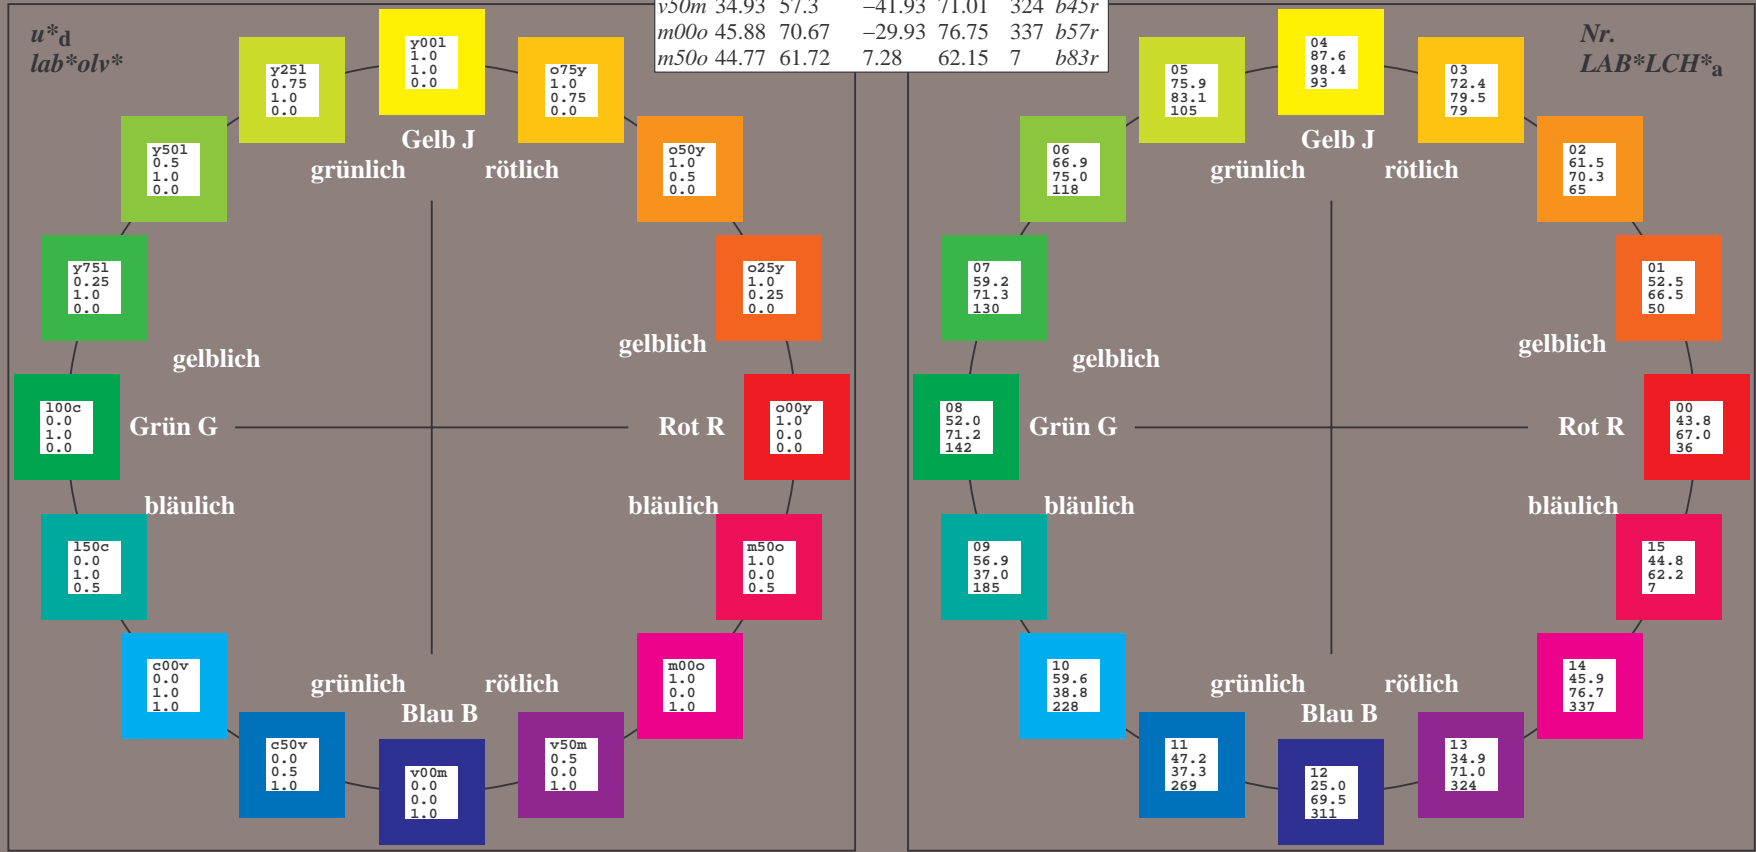 v50m 34.93 57.3 −41.93 71.01 324 b45r
m00o 45.88 70.67 −29.93 76.75 337 b57r
m50o 44.77 61.72 7.28 62.15 7 b83r
u*d
lab*olv*
y00l
1.0
1.0
0.0
y25l
0.75
1.0
0.0
o75y
1.0
0.75
0.0
y50l
0.5
1.0
0.0
o50y
1.0
0.5
0.0
Gelb J
grünlich rötlich
y75l
0.25
1.0
0.0
o25y
1.0
0.25
0.0
gelblich
gelblich
l00c
0.0
1.0
0.0
Grün G
Rot R
o00y
1.0
0.0
0.0
bläulich
bläulich
l50c
0.0
1.0
0.5
m50o
1.0
0.0
0.5
c00v
0.0
1.0
1.0
m00o
1.0
0.0
1.0
grünlich rötlich
Blau B
c50v
0.0
0.5
1.0
v50m
0.5
0.0
1.0
v00m
0.0
0.0
1.0
Nr.
LAB*LCH*a
04
87.6
98.4
93
05
75.9
83.1
105
03
72.4
79.5
79
06
66.9
75.0
118
02
61.5
70.3
65
Gelb J
grünlich rötlich
07
59.2
71.3
130
01
52.5
66.5
50
gelblich
gelblich
08
52.0
71.2
142
Grün G
Rot R
00
43.8
67.0
36
bläulich
bläulich
09
56.9
37.0
185
15
44.8
62.2
7
10
59.6
38.8
228
14
45.9
76.7
337
grünlich rötlich
Blau B
11
47.2
37.3
269
13
34.9
71.0
324
12
25.0
69.5
311